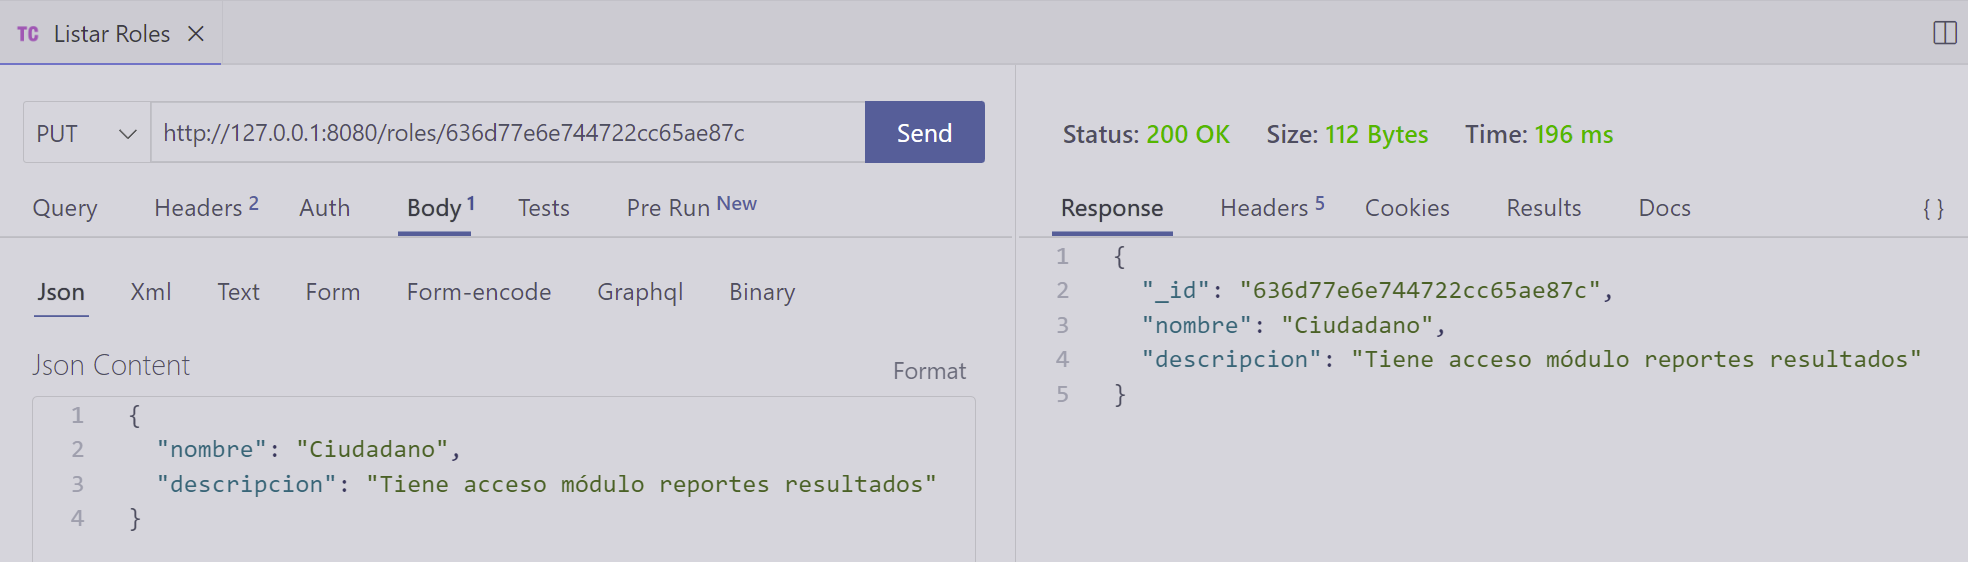 TC Listar Roles
PUT http://127.0.0.1:8080/roles/636d77e6e744722cc65ae87c Send
Query Headers 2 Auth Body 1 Tests Pre Run New
Json Xml Text Form Form-encode Graphql Binary
Json Content Format
1 {
2 "nombre": "Ciudadano",
3 "descripcion": "Tiene acceso módulo reportes resultados"
4 }
Status: 200 OK Size: 112 Bytes Time: 196 ms
Response Headers 5 Cookies Results Docs { }
1 {
2 "_id": "636d77e6e744722cc65ae87c",
3 "nombre": "Ciudadano",
4 "descripcion": "Tiene acceso módulo reportes resultados"
5 }